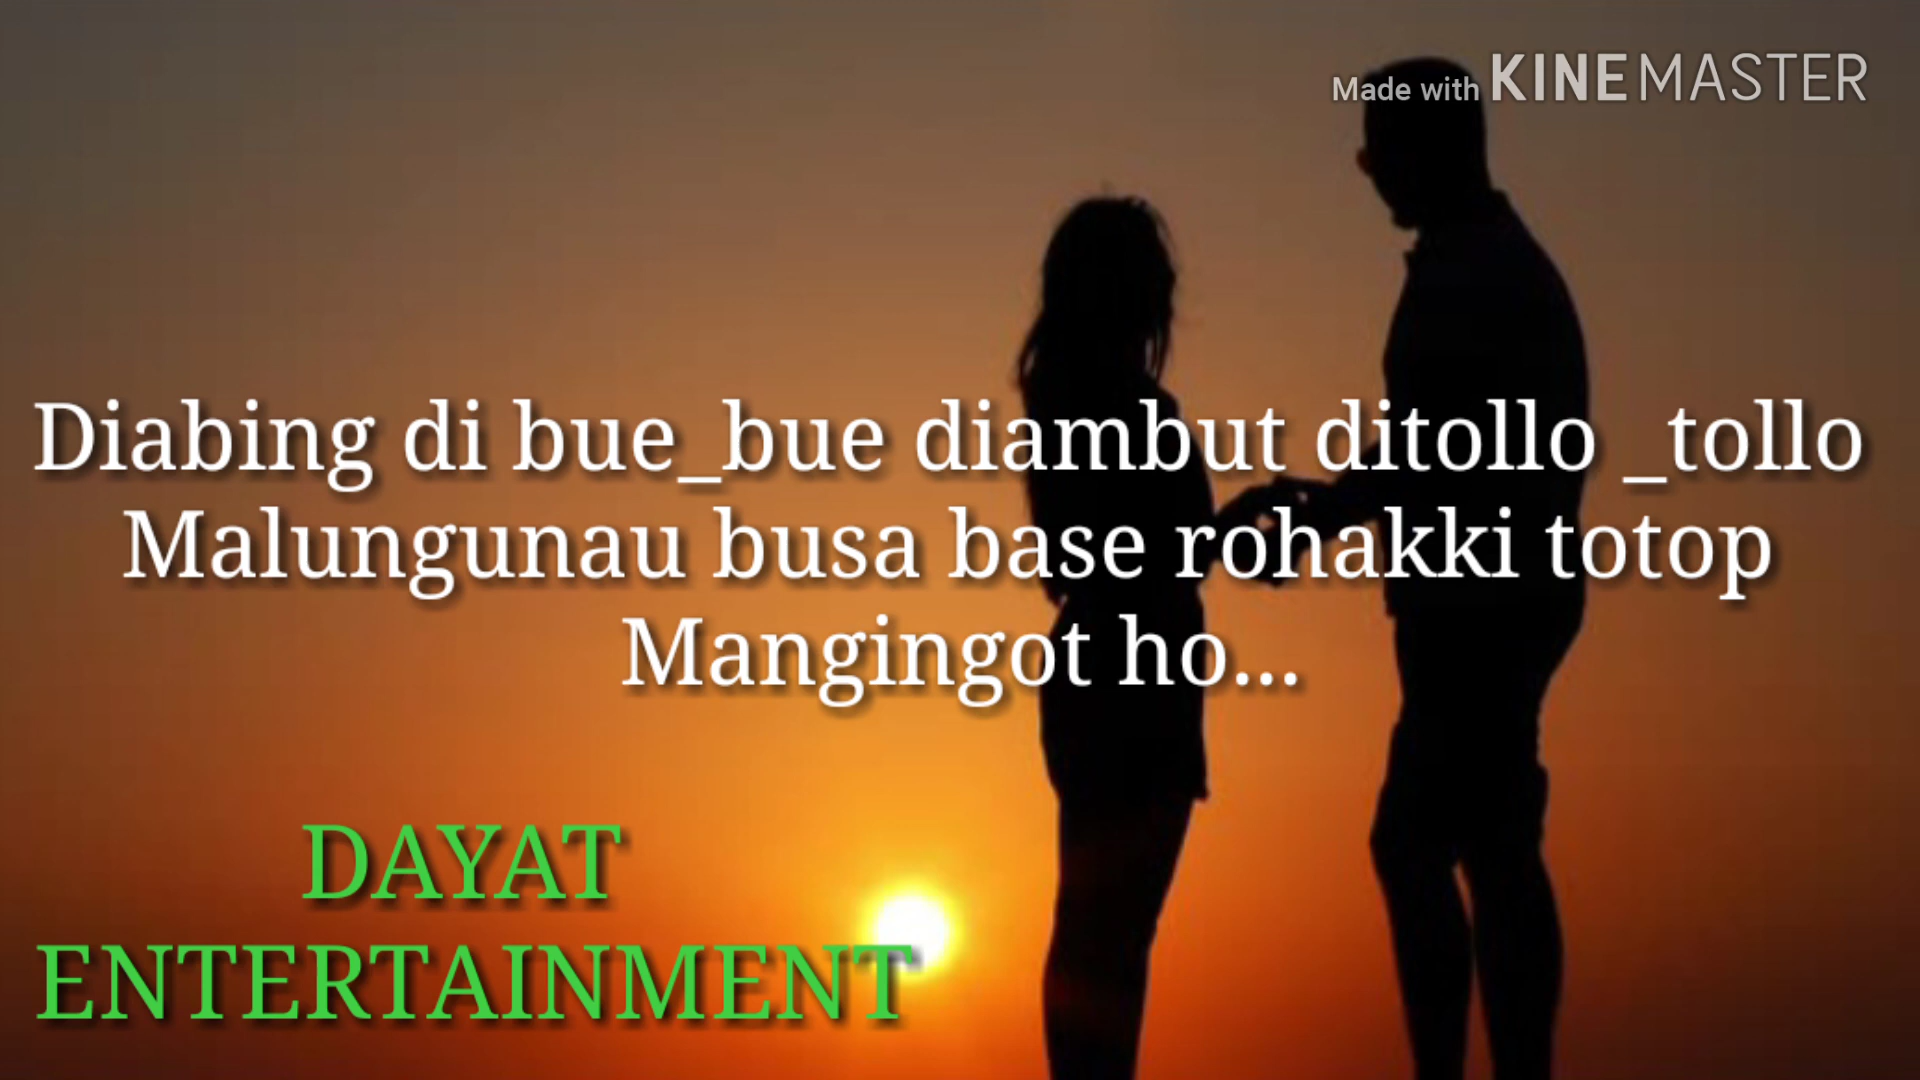 Made with KINEMASTER
Diabing di bue_bue diambut ditollo _tollo
Malungunau busa base rohakki totop
Mangingot ho...
DAYAT
ENTERTAINMENT